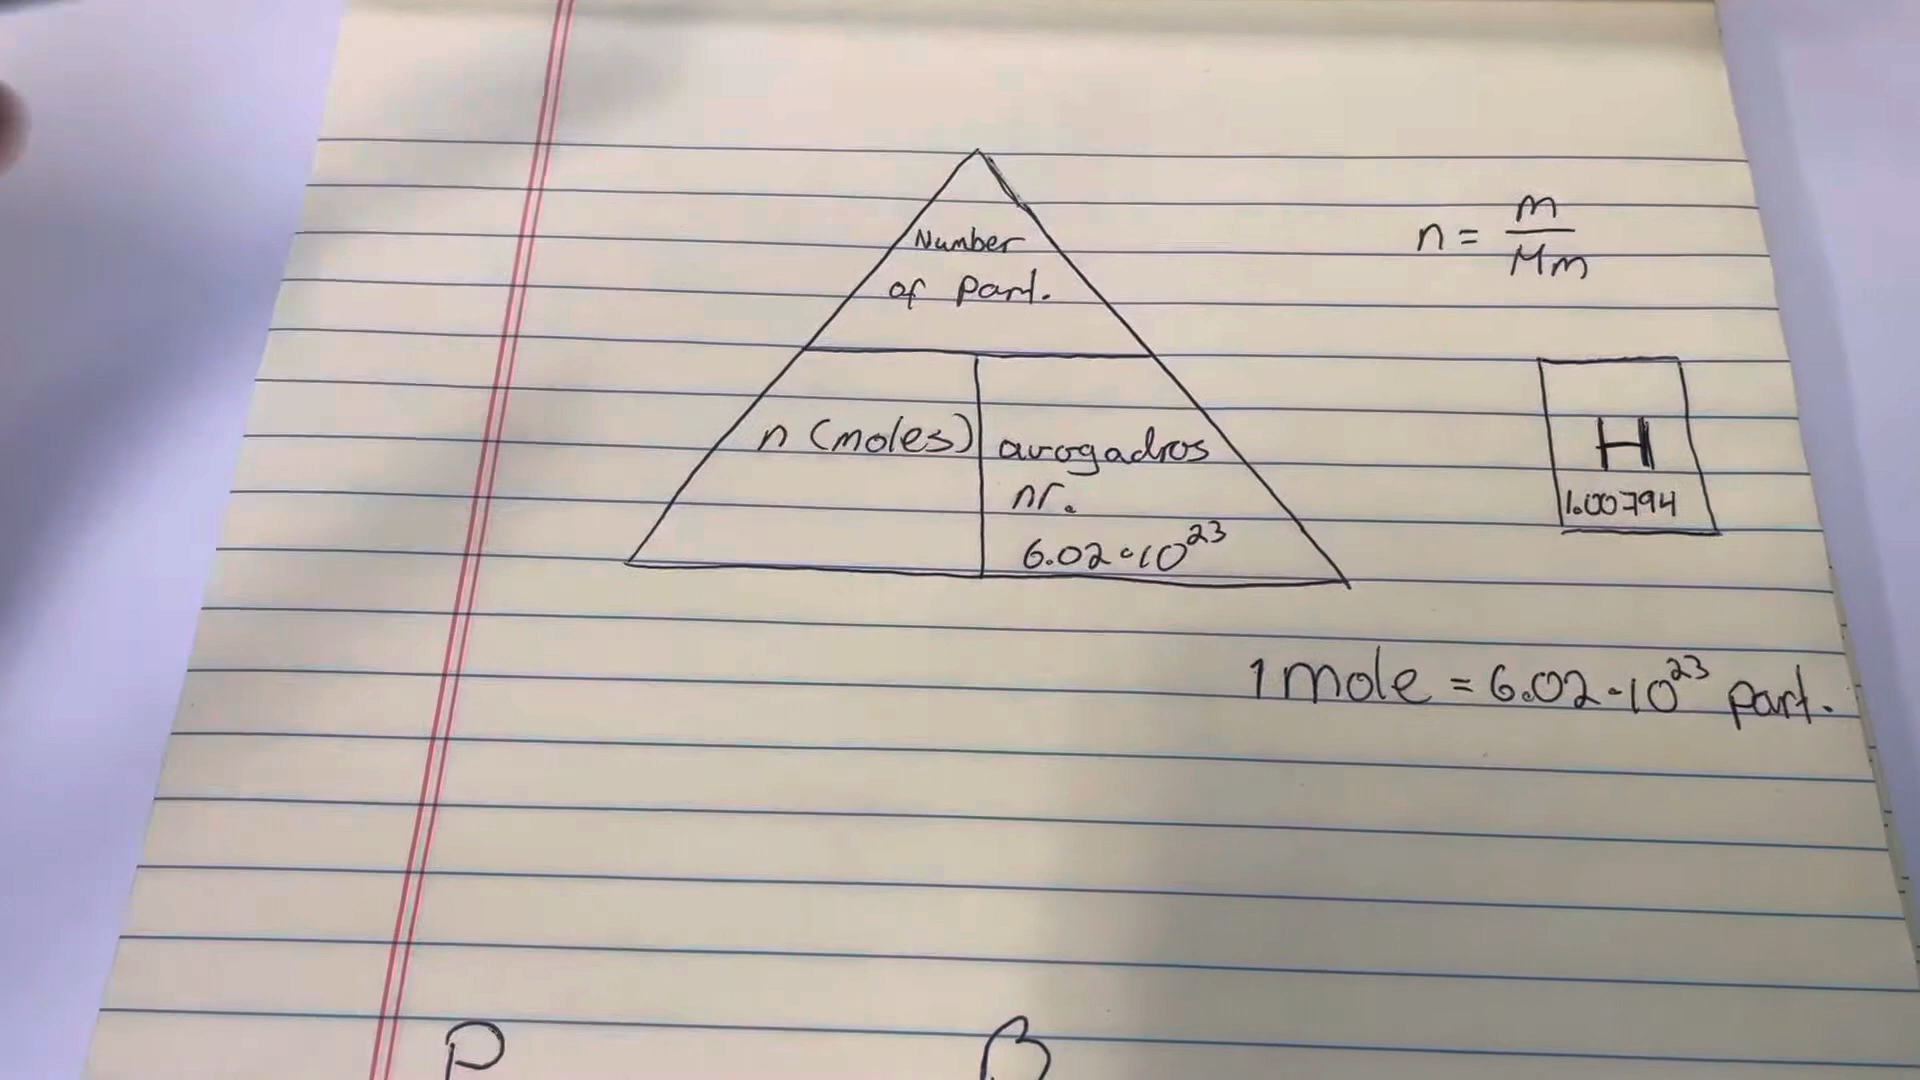 Number
of part.
n (moles)
avogadros
nr.
6.02·10²³
n = m
Mm
H
1.00794
1 mole = 6.02·10²³ part.
P
B